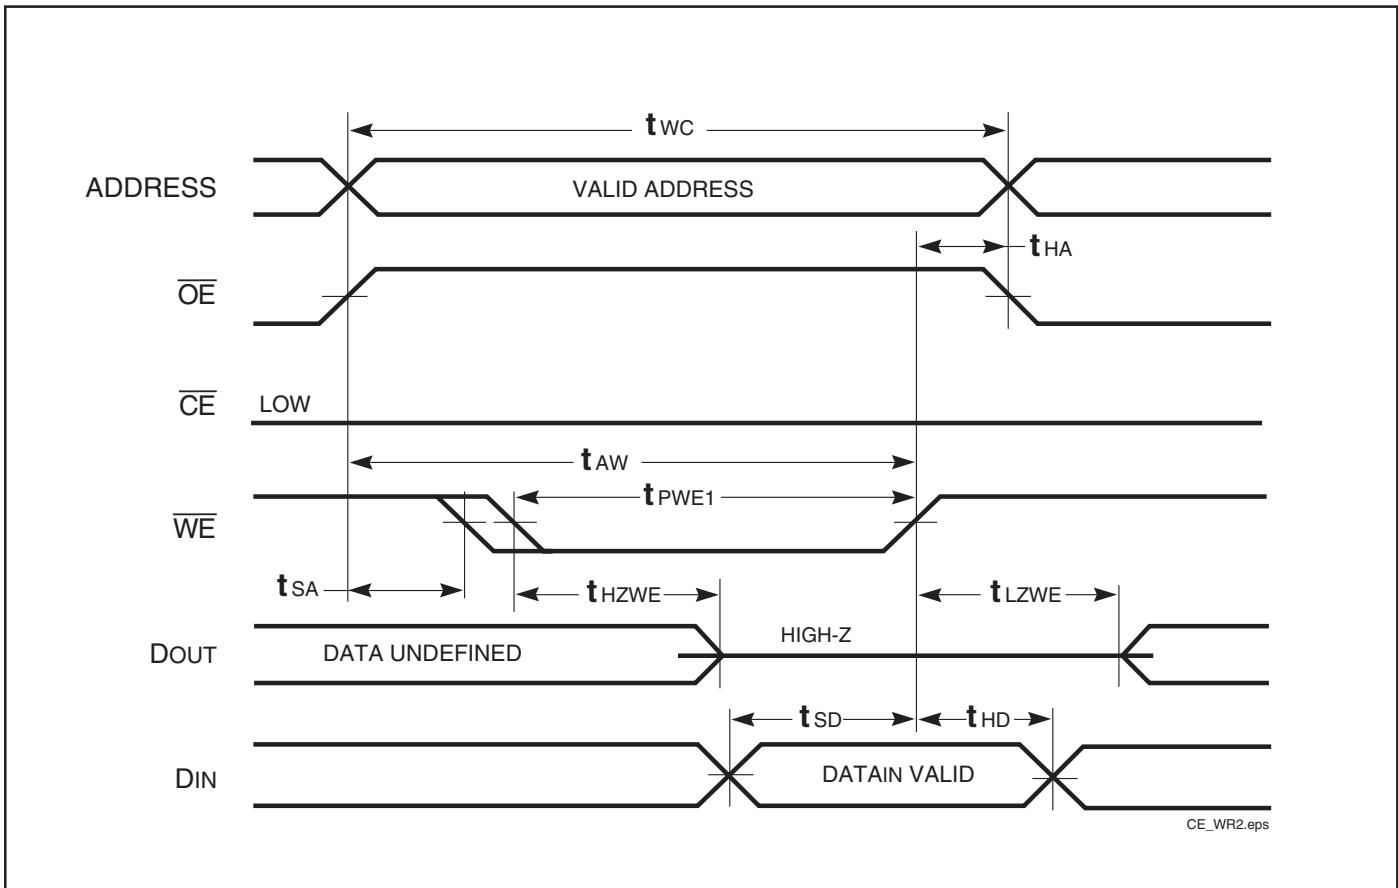 tWC
ADDRESS
VALID ADDRESS
tHA
OE
CE
LOW
tAW
tPWE1
WE
tSA
tHZWE
tLZWE
HIGH-Z
DOUT
DATA UNDEFINED
tSD
tHD
DIN
DATAIN VALID
CE_WR2.eps